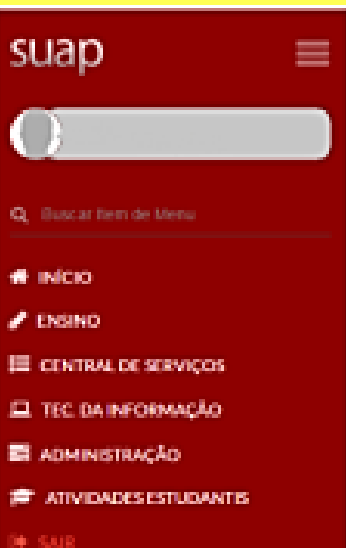 suap
Buscar Item de Menu
INÍCIO
ENSINO
CENTRAL DE SERVIÇOS
TEC. DA INFORMAÇÃO
ADMINISTRAÇÃO
ATIVIDADES ESTUDANTIS
SAIR